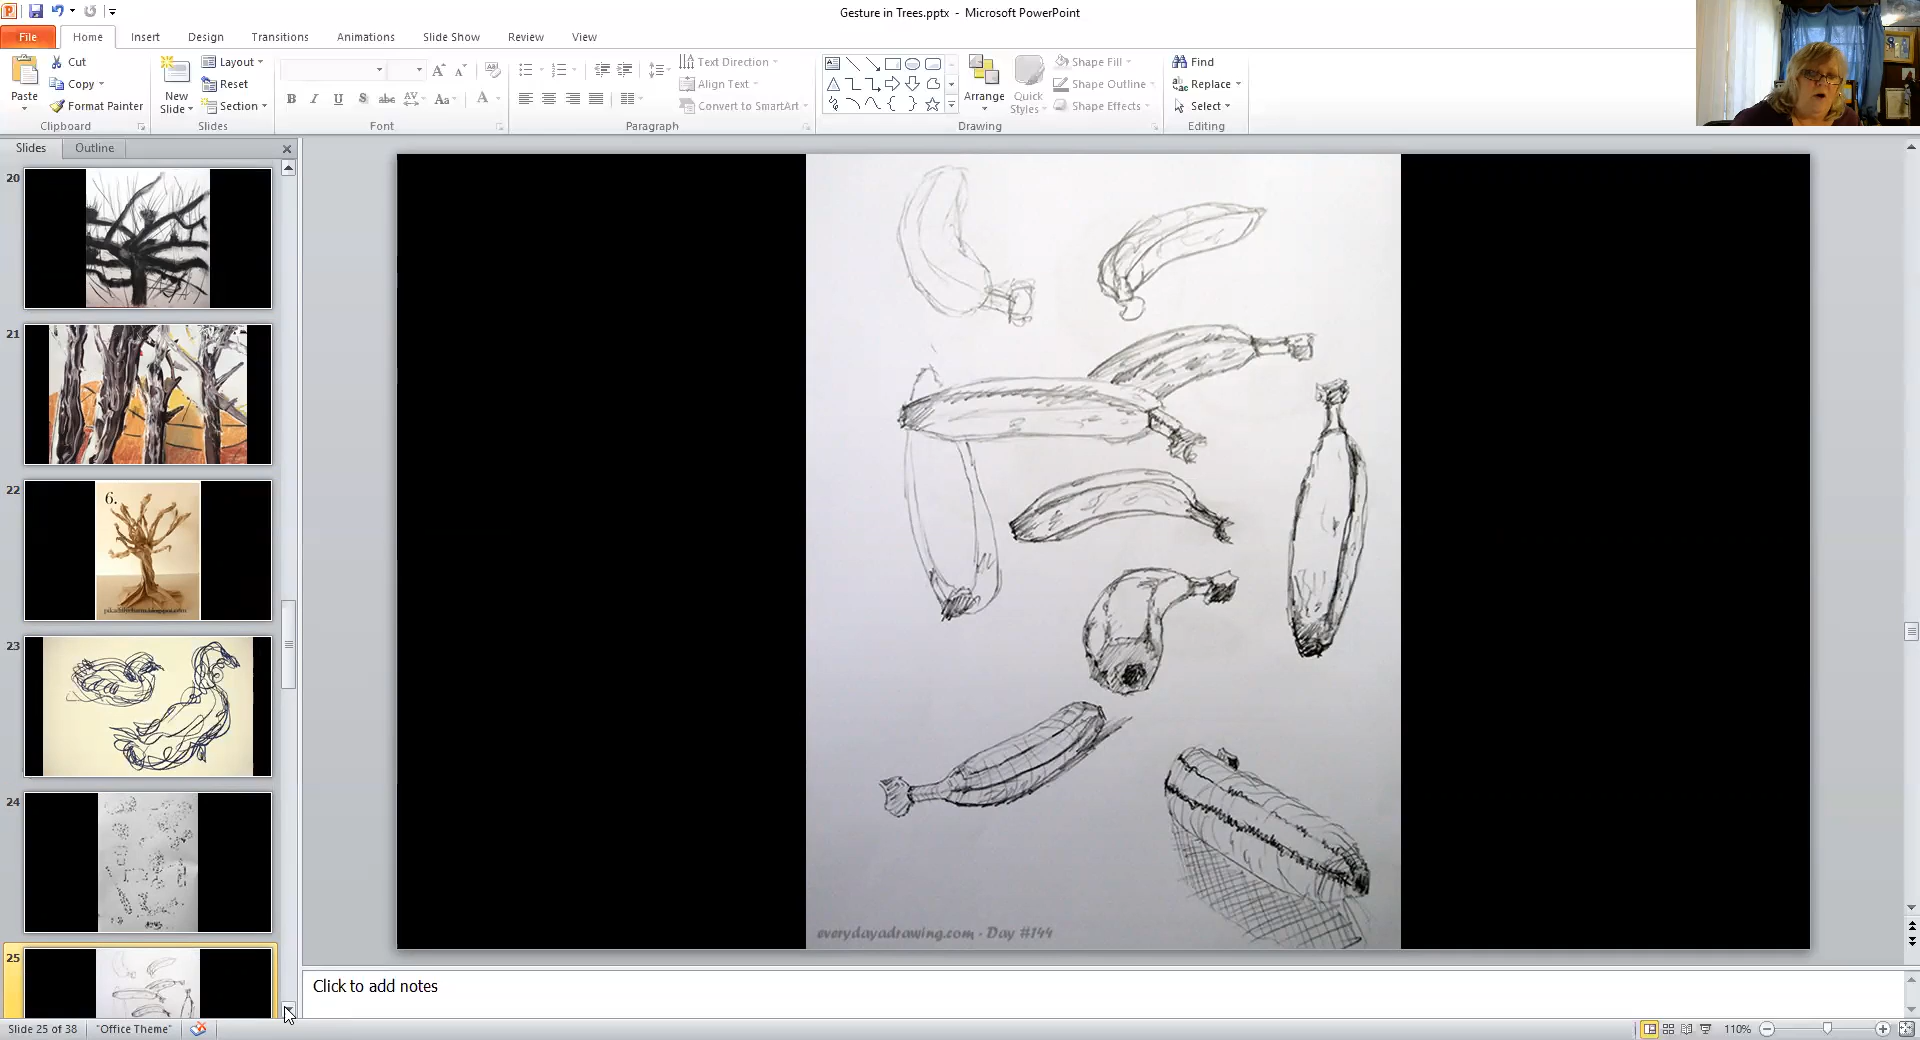 Gesture in Trees.pptx - Microsoft PowerPoint
File Home Insert Design Transitions Animations Slide Show Review View
Paste
Cut
Copy
Format Painter
Clipboard
New Slide
Layout
Reset
Section
Slides
B I U S abc AV Aa A
Font
Text Direction
Align Text
Convert to SmartArt
Paragraph
Arrange
Quick Styles
Shape Fill
Shape Outline
Shape Effects
Drawing
Find
Replace
Select
Editing
Slides Outline
20
21
22
6.
23
24
25
everydayadrawing.com - Day #144
Click to add notes
Slide 25 of 38
"Office Theme"
110%